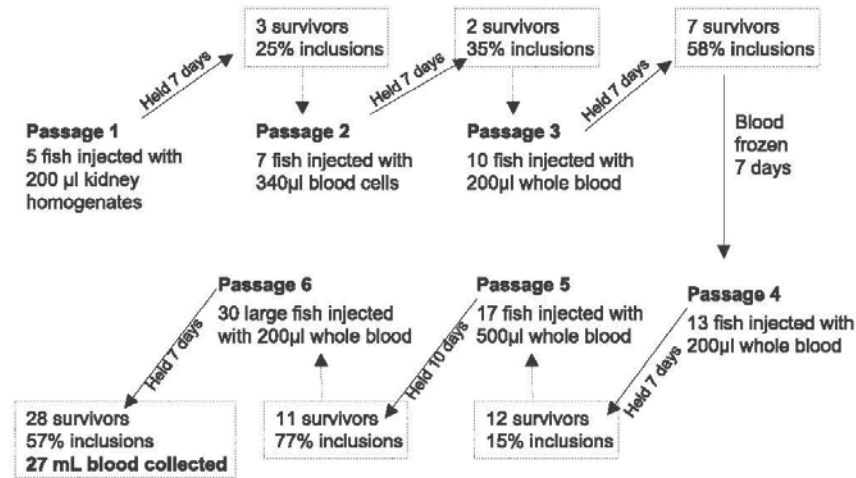 3 survivors
25% inclusions
Held 7 days
2 survivors
35% inclusions
Held 7 days
7 survivors
58% inclusions
Held 7 days
Passage 1
5 fish injected with
200 µl kidney
homogenates
Passage 2
7 fish injected with
340µl blood cells
Passage 3
10 fish injected with
200µl whole blood
Blood
frozen
7 days
Passage 6
30 large fish injected
with 200µl whole blood
Passage 5
17 fish injected with
500µl whole blood
Passage 4
13 fish injected with
200µl whole blood
Held 7 days
Held 10 days
Held 7 days
28 survivors
57% inclusions
27 mL blood collected
11 survivors
77% inclusions
12 survivors
15% inclusions